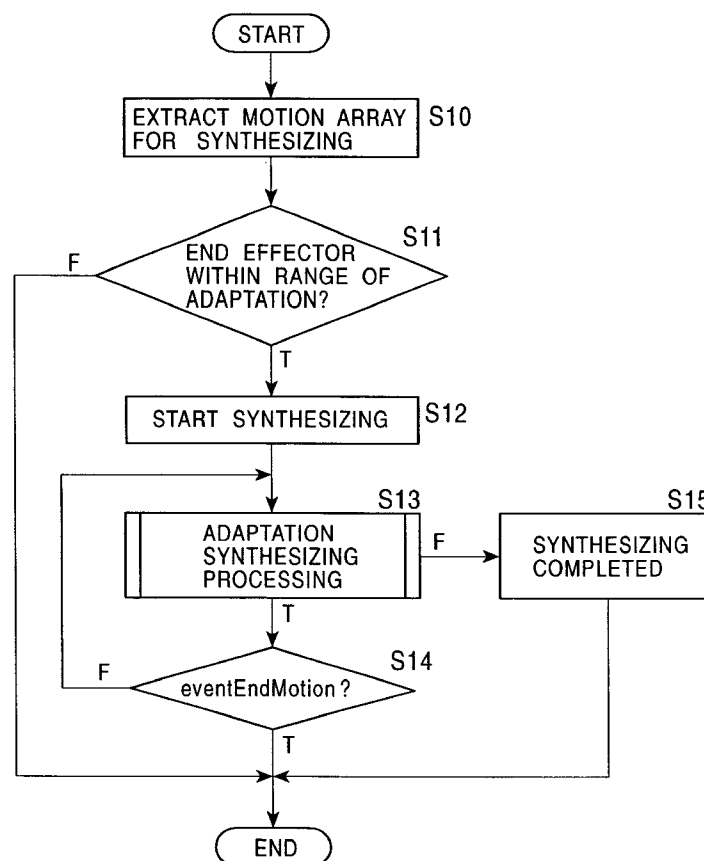 START
EXTRACT MOTION ARRAY
FOR SYNTHESIZING
S10
S11
F
END EFFECTOR
WITHIN RANGE OF
ADAPTATION?
T
START SYNTHESIZING
S12
S13
ADAPTATION
SYNTHESIZING
PROCESSING
F
S15
SYNTHESIZING
COMPLETED
T
S14
F
eventEndMotion?
T
END